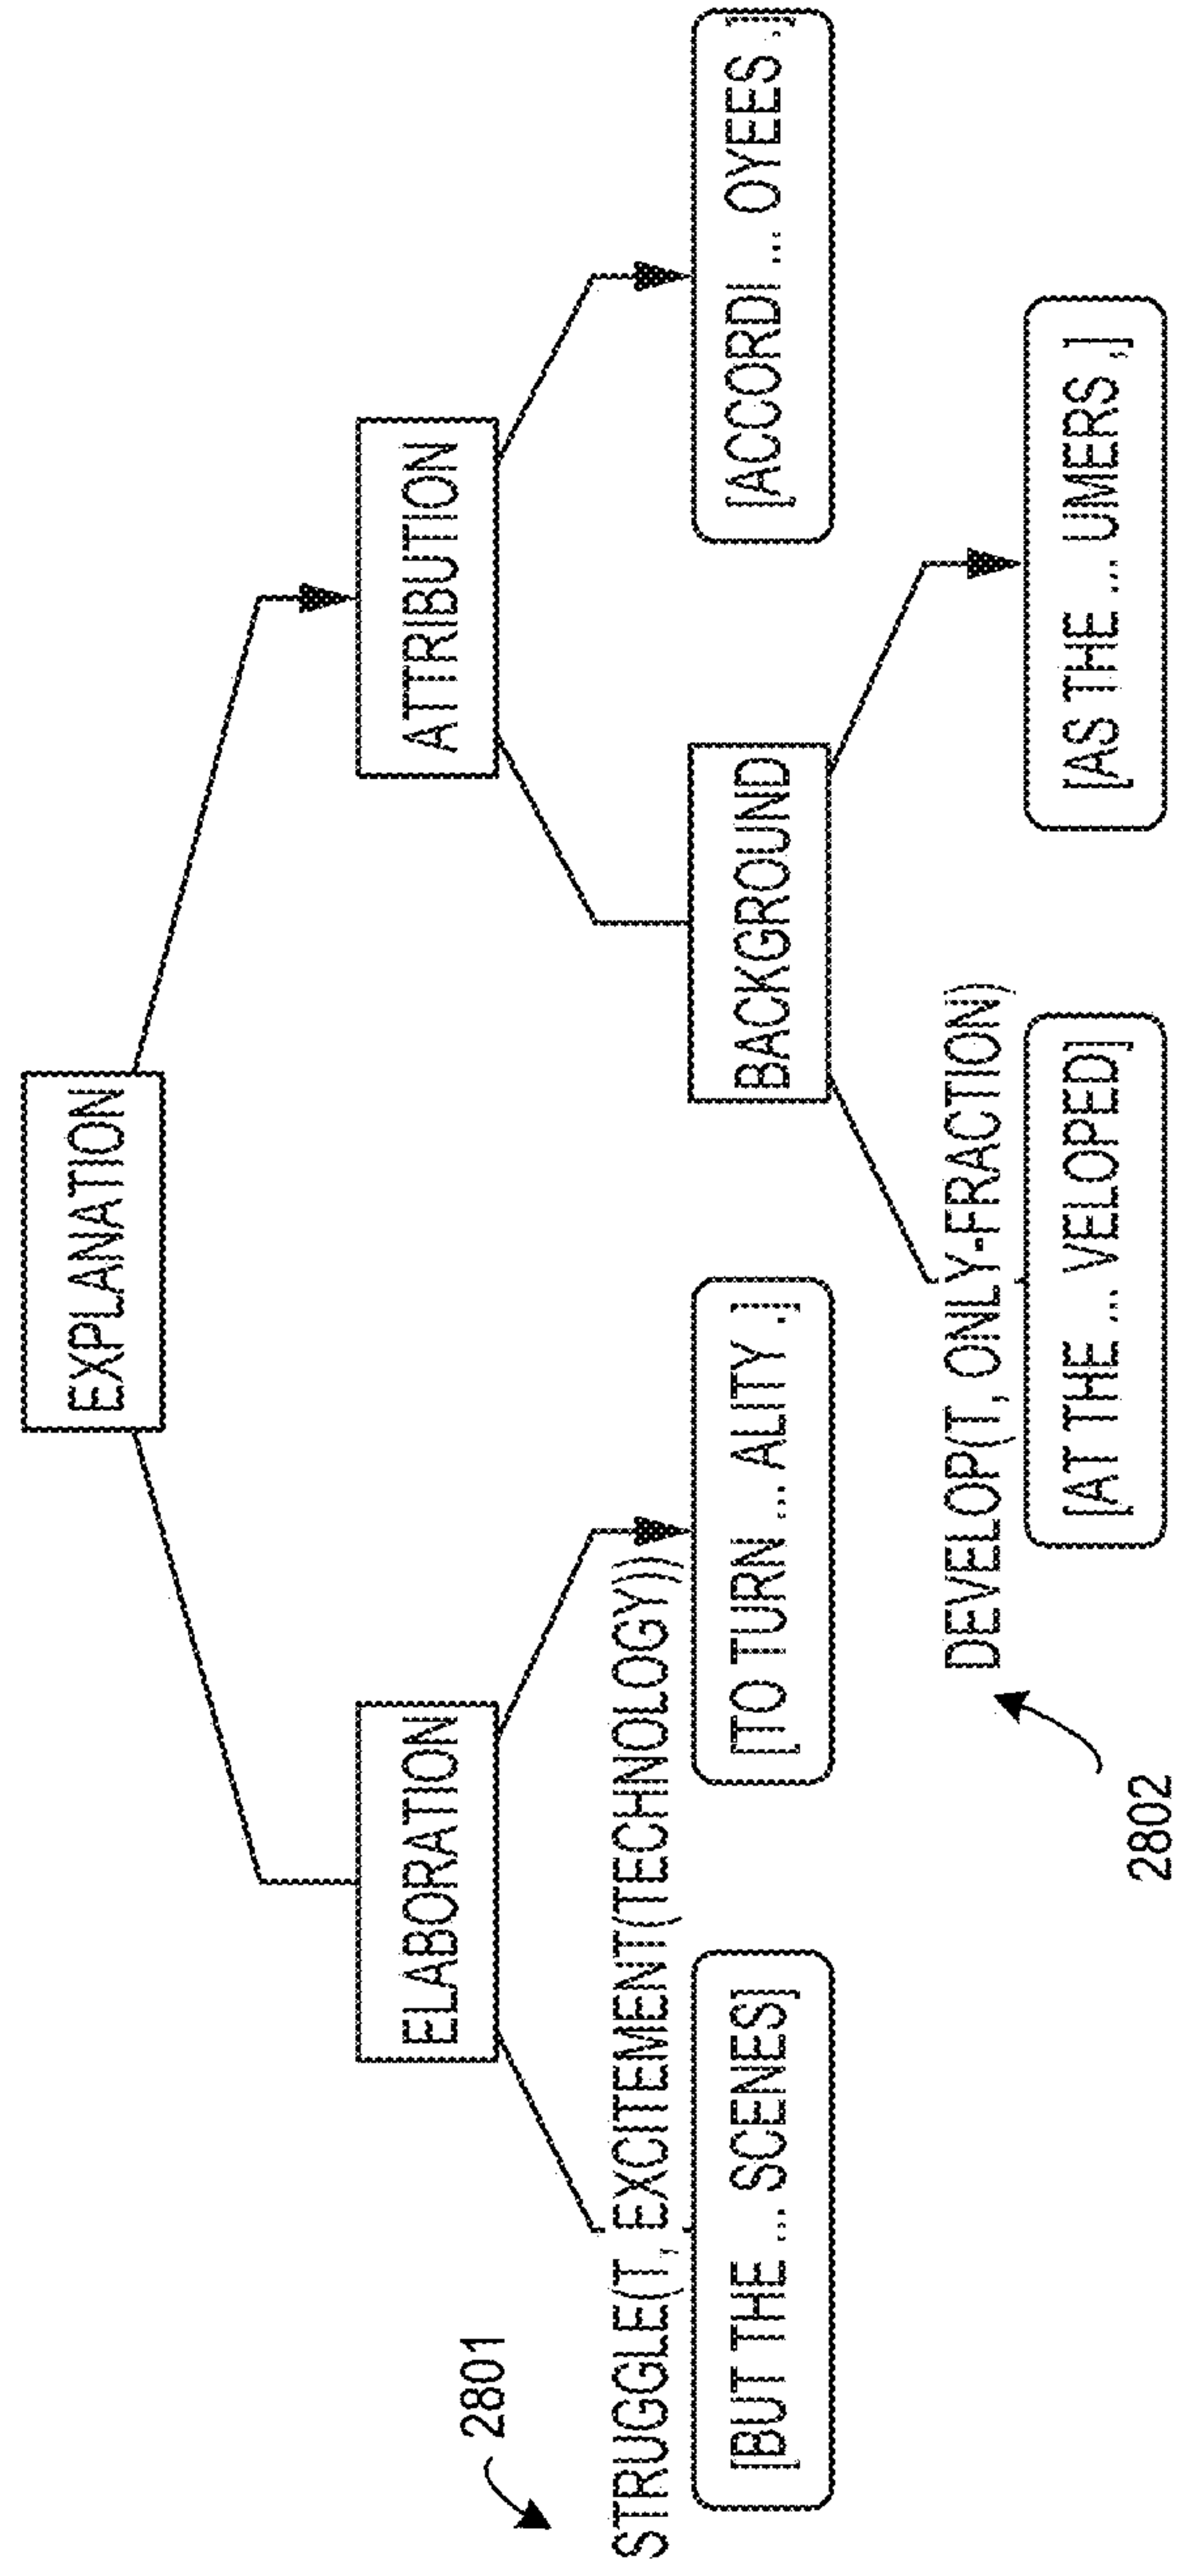 EXPLANATION
ELABORATION
ATTRIBUTION
2801
STRUGGLE(T, EXCITEMENT(TECHNOLOGY))
[BUT THE ... SCENES]
[TO TURN ... ALITY .]
BACKGROUND
[ACCORDI ... OYEES ,]
2802
DEVELOP(T, ONLY-FRACTION)
[AT THE ... VELOPED]
[AS THE ... UMERS ,]